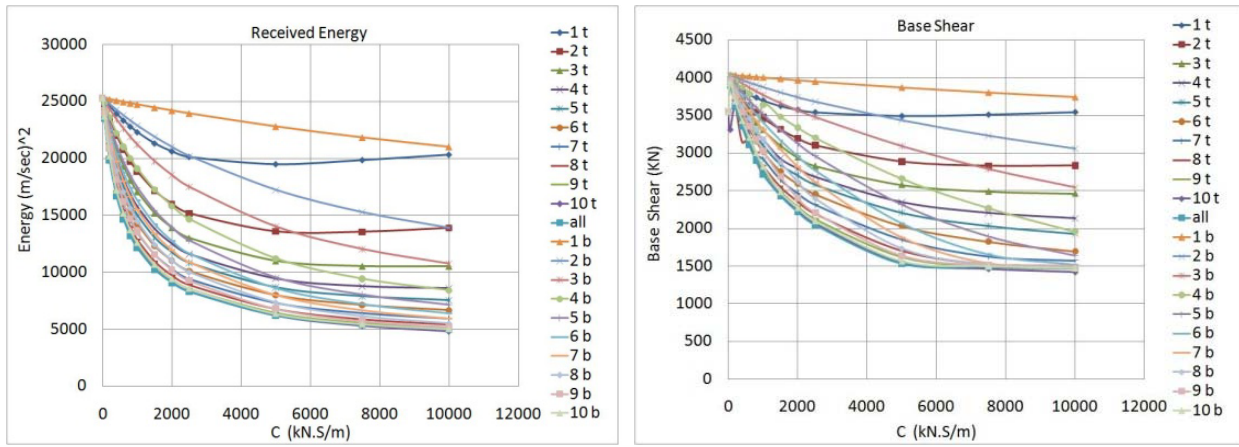 Received Energy
30000
25000
20000
15000
10000
5000
0
Energy (m/sec)^2
0 2000 4000 6000 8000 10000 12000
C (kN.S/m)
1 t
2 t
3 t
4 t
5 t
6 t
7 t
8 t
9 t
10 t
all
1 b
2 b
3 b
4 b
5 b
6 b
7 b
8 b
9 b
10 b
Base Shear
4500
4000
3500
3000
2500
2000
1500
1000
500
0
Base Shear (KN)
0 2000 4000 6000 8000 10000 12000
C (kN.S/m)
1 t
2 t
3 t
4 t
5 t
6 t
7 t
8 t
9 t
10 t
all
1 b
2 b
3 b
4 b
5 b
6 b
7 b
8 b
9 b
10 b